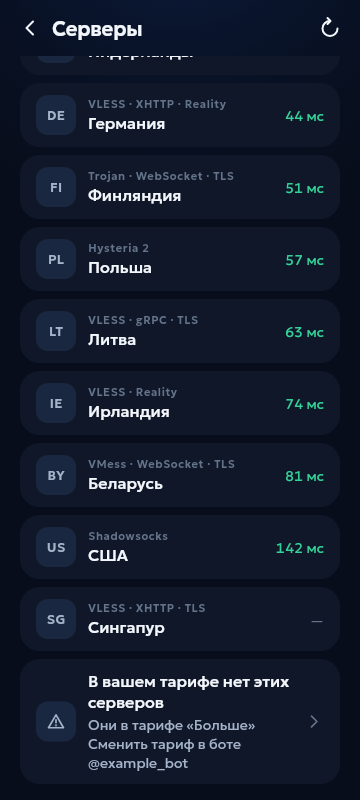 Серверы
DE
VLESS · XHTTP · Reality
Германия
44 мс
FI
Trojan · WebSocket · TLS
Финляндия
51 мс
PL
Hysteria 2
Польша
57 мс
LT
VLESS · gRPC · TLS
Литва
63 мс
IE
VLESS · Reality
Ирландия
74 мс
BY
VMess · WebSocket · TLS
Беларусь
81 мс
US
Shadowsocks
США
142 мс
SG
VLESS · XHTTP · TLS
Сингапур
—
В вашем тарифе нет этих
серверов
Они в тарифе «Больше»
Сменить тариф в боте
@example_bot